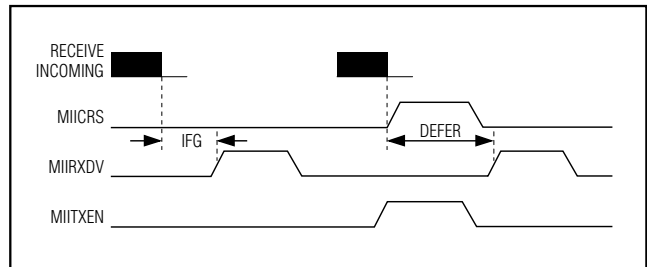 RECEIVE
INCOMING
MIICRS
IFG
DEFER
MIIRXDV
MIITXEN